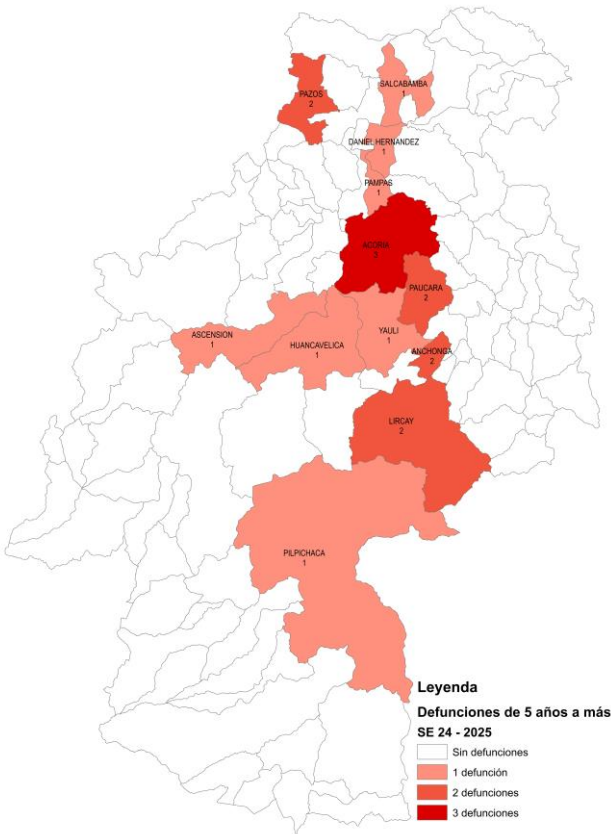 SALCABAMBA
1
PAZOS
2
DANIEL HERNANDEZ
1
PAMPAS
1
ACORIA
3
PAUCARA
2
ASCENSION
1
HUANCAVELICA
1
YAULI
1
ANCHONGA
2
LIRCAY
2
PILPICHACA
1
Leyenda
Defunciones de 5 años a más
SE 24 - 2025
Sin defunciones
1 defunción
2 defunciones
3 defunciones